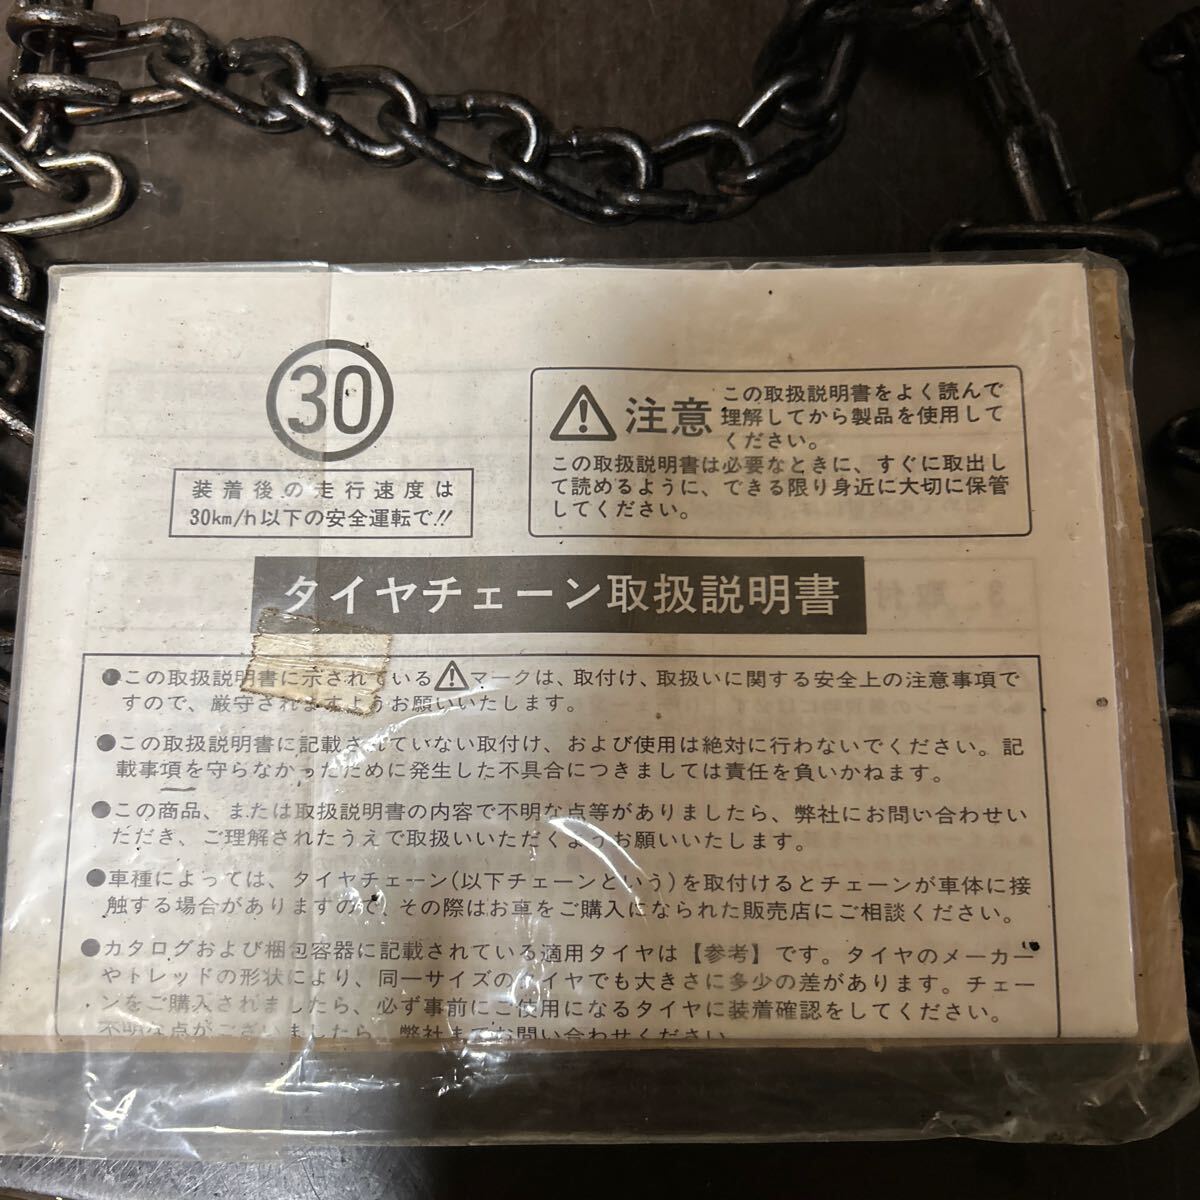 30
装着後の走行速度は
30km/h以下の安全運転で!!
注意
この取扱説明書をよく読んで
理解してから製品を使用して
ください。
この取扱説明書は必要なときに、すぐに取出し
て読めるように、できる限り身近に大切に保管
してください。
タイヤチェーン取扱説明書
●この取扱説明書に示されている⚠マークは、取付け、取扱いに関する安全上の注意事項で
すので、厳守されますようお願いいたします。
●この取扱説明書に記載されていない取付け、および使用は絶対に行わないでください。記
載事項を守らなかったために発生した不具合につきましては責任を負いかねます。
●この商品、または取扱説明書の内容で不明な点等がありましたら、弊社にお問い合わせい
ただき、ご理解されたうえで取扱いいただくようお願いいたします。
●車種によっては、タイヤチェーン(以下チェーンという)を取付けるとチェーンが車体に接
触する場合がありますので、その際はお車をご購入になられた販売店にご相談ください。
●カタログおよび梱包容器に記載されている適用タイヤは【参考】です。タイヤのメーカー
やトレッドの形状により、同一サイズのタイヤでも大きさに多少の差があります。チェー
ンをご購入されましたら、必ず事前にご使用になるタイヤに装着確認をしてください。
不明な点がございましたら、弊社までお問い合わせください。